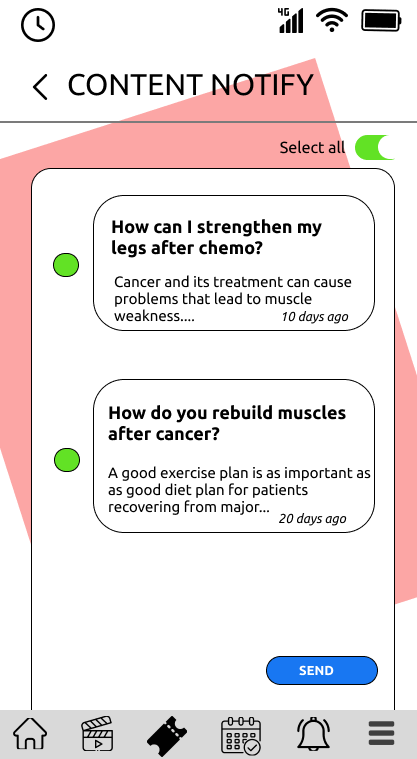 4G
CONTENT NOTIFY
Select all
How can I strengthen my
legs after chemo?
Cancer and its treatment can cause
problems that lead to muscle
weakness....
10 days ago
How do you rebuild muscles
after cancer?
A good exercise plan is as important as
as good diet plan for patients
recovering from major...
20 days ago
SEND